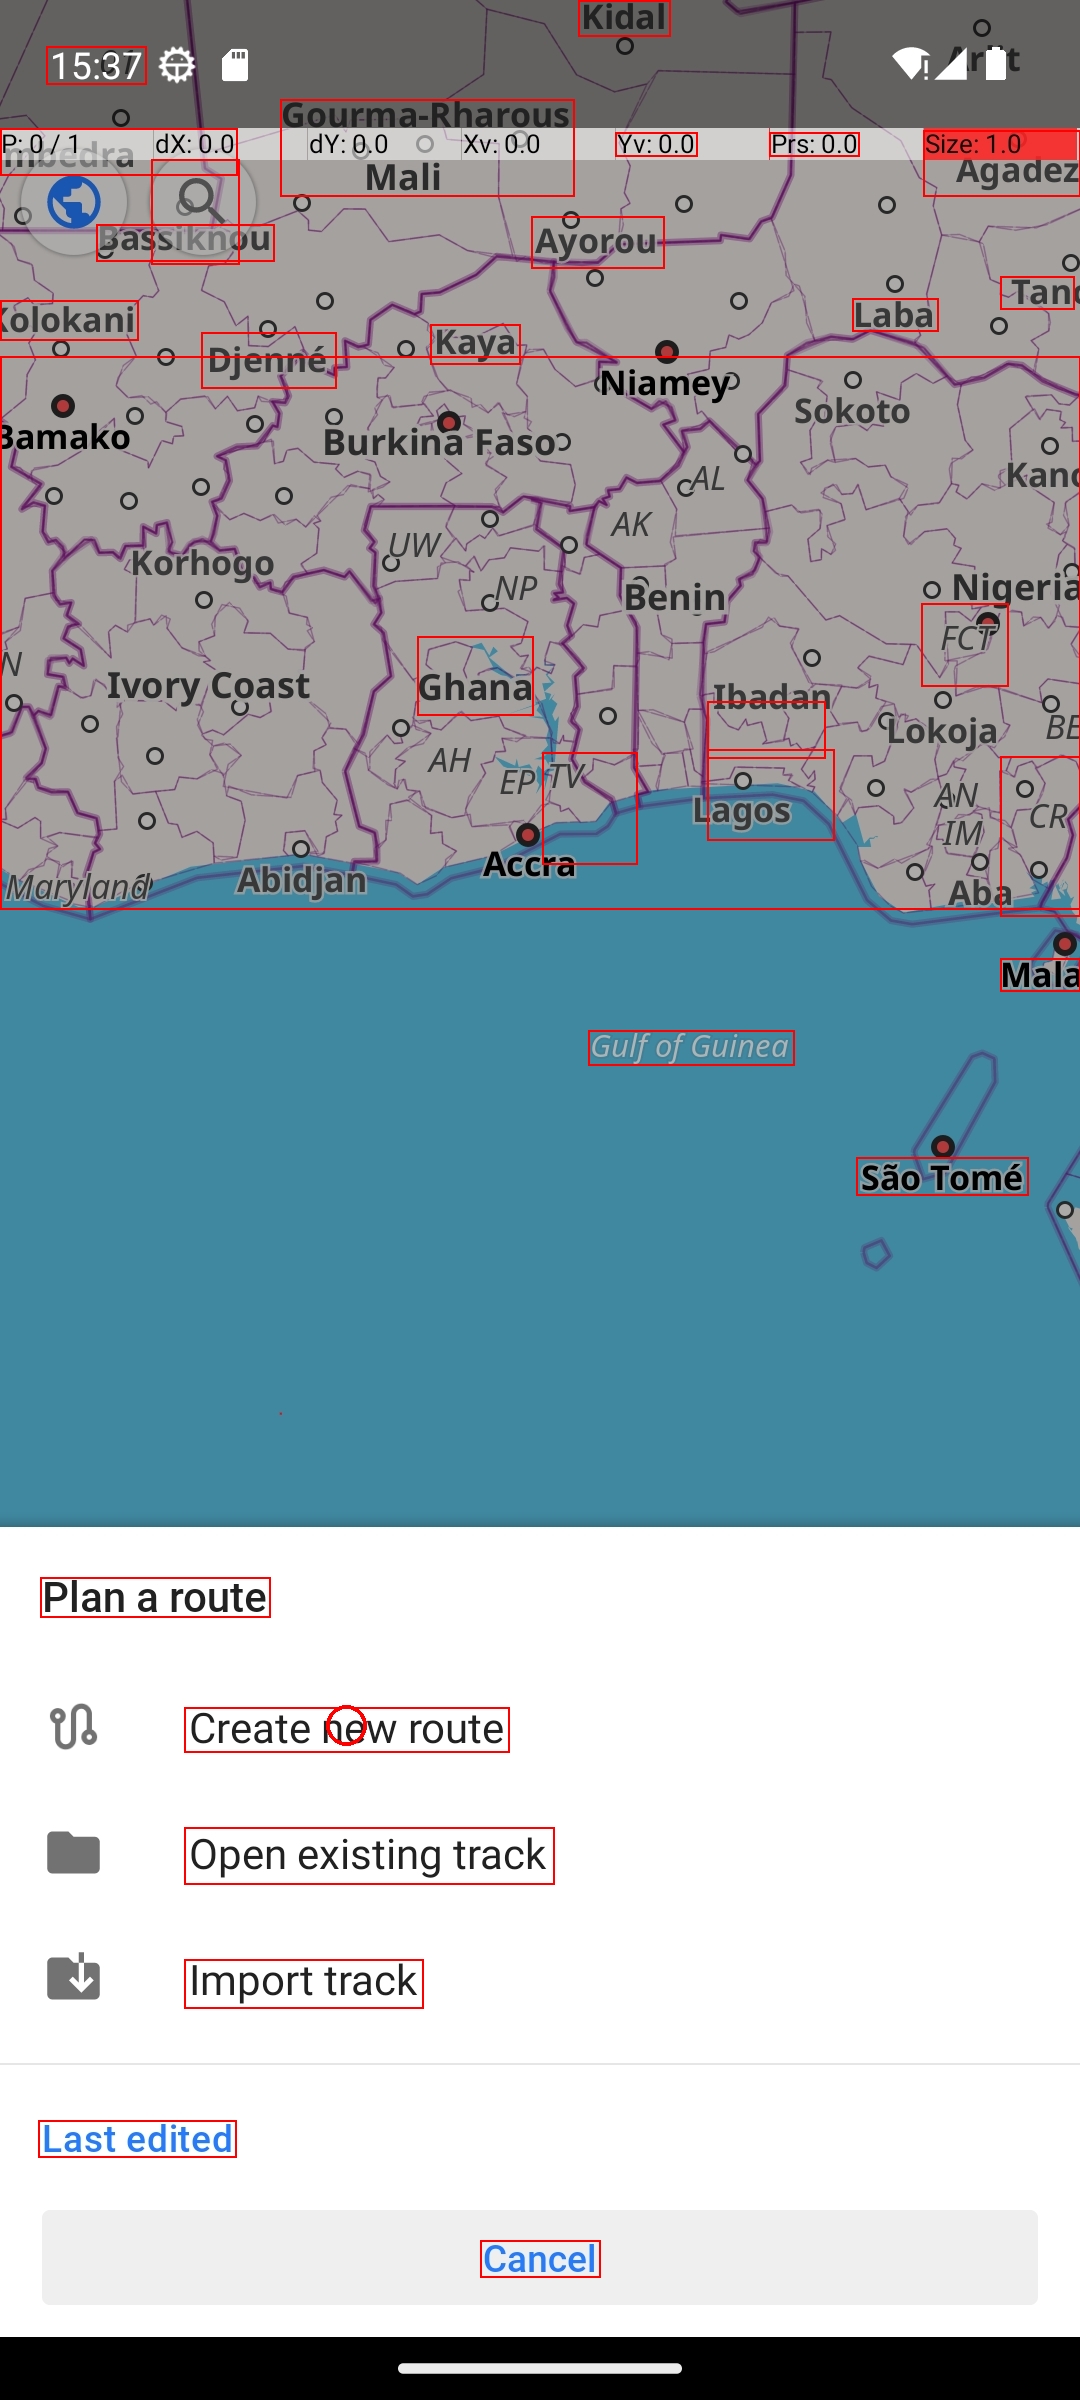 Kidal
15:37
Arlit
Gourma-Rharous
P: 0 / 1
dX: 0.0
dY: 0.0
Xv: 0.0
Yv: 0.0
Prs: 0.0
Size: 1.0
Mali
Agadez
Bassiknou
Ayorou
Kolokani
Laba
Djenné
Kaya
Niamey
Bamako
Burkina Faso
Sokoto
AL
AK
UW
Korhogo
NP
Benin
Nigeria
FCT
Ivory Coast
Ghana
Ibadan
Lokoja
AH
EP
TV
Lagos
AN
IM
CR
Accra
Maryland
Abidjan
Aba
Gulf of Guinea
São Tomé
Plan a route
Create new route
Open existing track
Import track
Last edited
Cancel